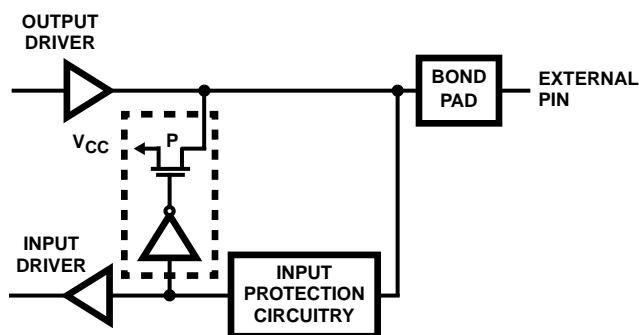 OUTPUT
DRIVER
BOND
PAD
EXTERNAL
PIN
VCC
P
INPUT
DRIVER
INPUT
PROTECTION
CIRCUITRY